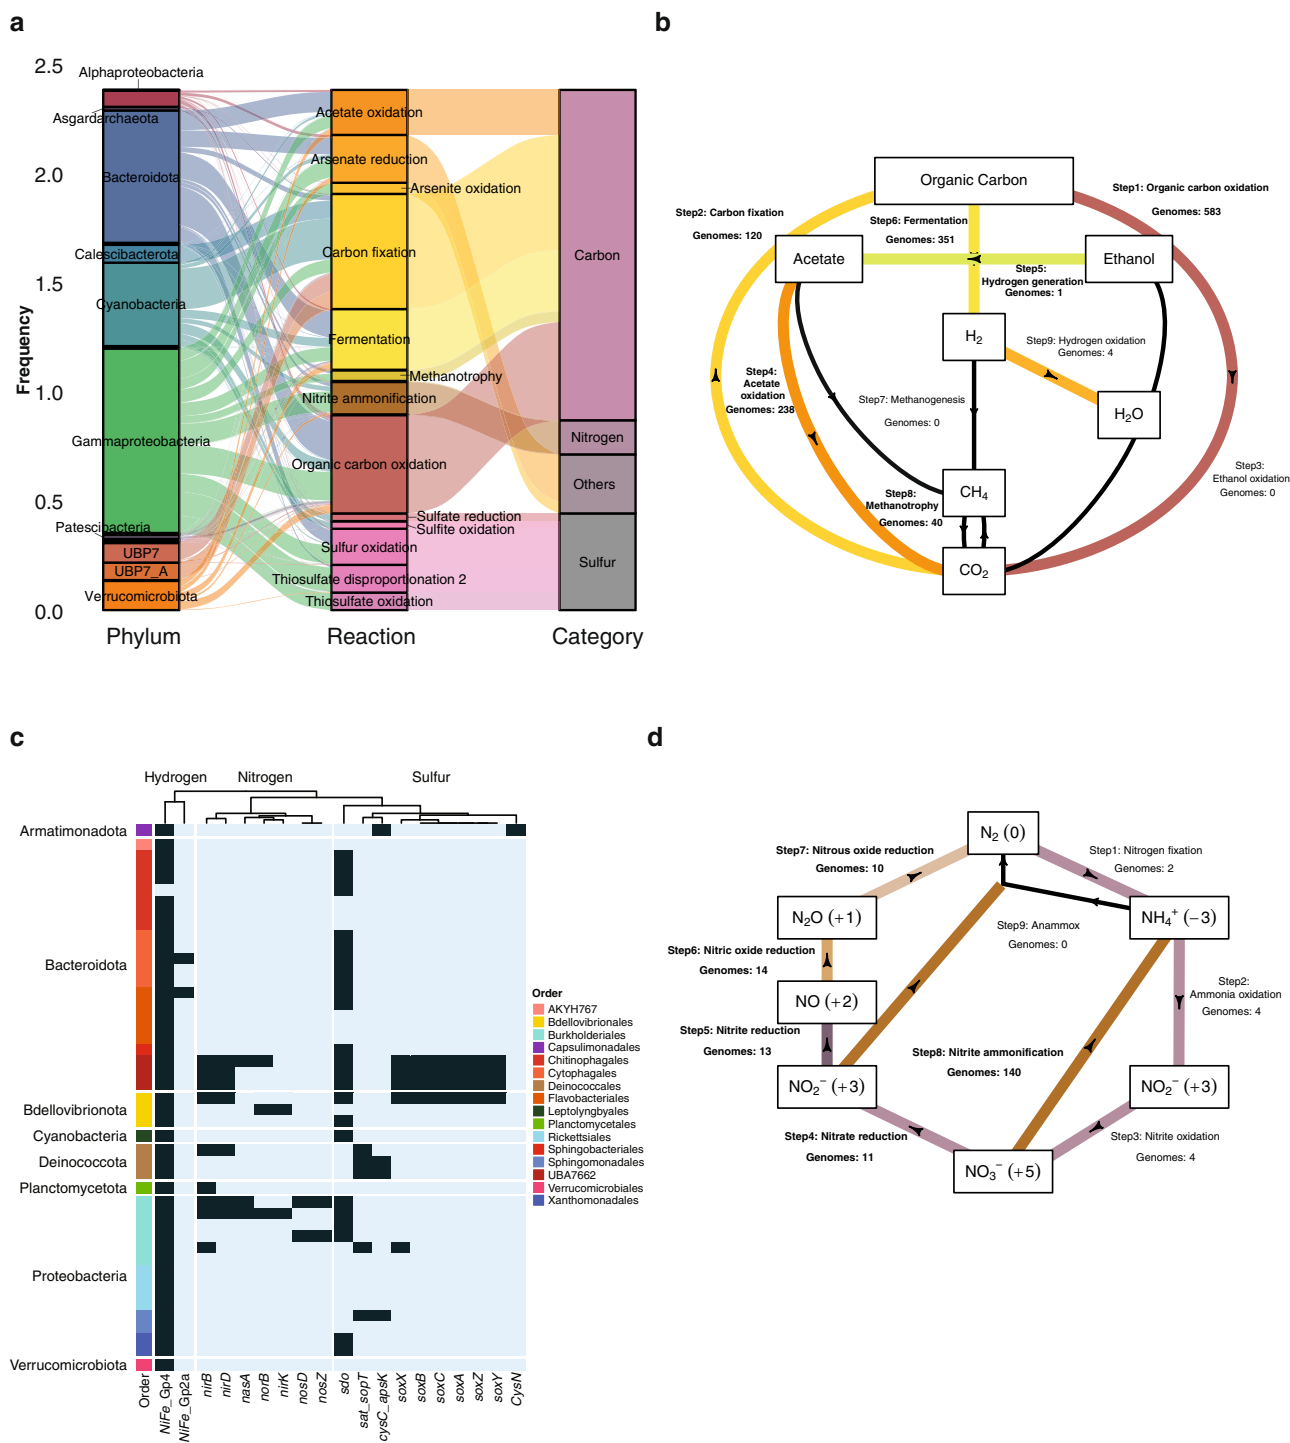 a
2.5
2.0
1.5
1.0
0.5
0.0
Frequency
Alphaproteobacteria
Asgardarchaeota
Bacteroidota
Calescibacterota
Cyanobacteria
Gammaproteobacteria
Patescibacteria
UBP7
UBP7_A
Verrucomicrobiota
Acetate oxidation
Arsenate reduction
Arsenite oxidation
Carbon fixation
Fermentation
Methanotrophy
Nitrite ammonification
Organic carbon oxidation
Sulfate reduction
Sulfite oxidation
Sulfur oxidation
Thiosulfate disproportionation 2
Thiosulfate oxidation
Carbon
Nitrogen
Others
Sulfur
Phylum
Reaction
Category
b
Organic Carbon
Step1: Organic carbon oxidation
Genomes: 583
Step2: Carbon fixation
Genomes: 120
Step6: Fermentation
Genomes: 351
Acetate
Ethanol
Step5:
Hydrogen generation
Genomes: 1
H₂
Step9: Hydrogen oxidation
Genomes: 4
Step4:
Acetate
oxidation
Genomes: 238
Step7: Methanogenesis
Genomes: 0
H₂O
Step3:
Ethanol oxidation
Genomes: 0
CH₄
Step8:
Methanotrophy
Genomes: 40
CO₂
c
Hydrogen
Nitrogen
Sulfur
Armatimonadota
Bacteroidota
Bdellovibrionota
Cyanobacteria
Deinococcota
Planctomycetota
Proteobacteria
Verrucomicrobiota
Order
NiFe_Gp4
NiFe_Gp2a
nirB
nirD
nasA
norB
nirK
nosD
nosZ
sdo
sat_sopT
cysC_apsK
soxX
soxB
soxC
soxA
soxZ
soxY
CysN
Order
AKYH767
Bdellovibrionales
Burkholderiales
Capsulimonadales
Chitinophagales
Cytophagales
Deinococcales
Flavobacteriales
Leptolyngbyales
Planctomycetales
Rickettsiales
Sphingobacteriales
Sphingomonadales
UBA7662
Verrucomicrobiales
Xanthomonadales
d
N₂ (0)
Step7: Nitrous oxide reduction
Genomes: 10
Step1: Nitrogen fixation
Genomes: 2
N₂O (+1)
NH₄⁺ (−3)
Step9: Anammox
Genomes: 0
Step6: Nitric oxide reduction
Genomes: 14
NO (+2)
Step2:
Ammonia oxidation
Genomes: 4
Step5: Nitrite reduction
Genomes: 13
Step8: Nitrite ammonification
Genomes: 140
NO₂⁻ (+3)
NO₂⁻ (+3)
Step4: Nitrate reduction
Genomes: 11
Step3: Nitrite oxidation
Genomes: 4
NO₃⁻ (+5)